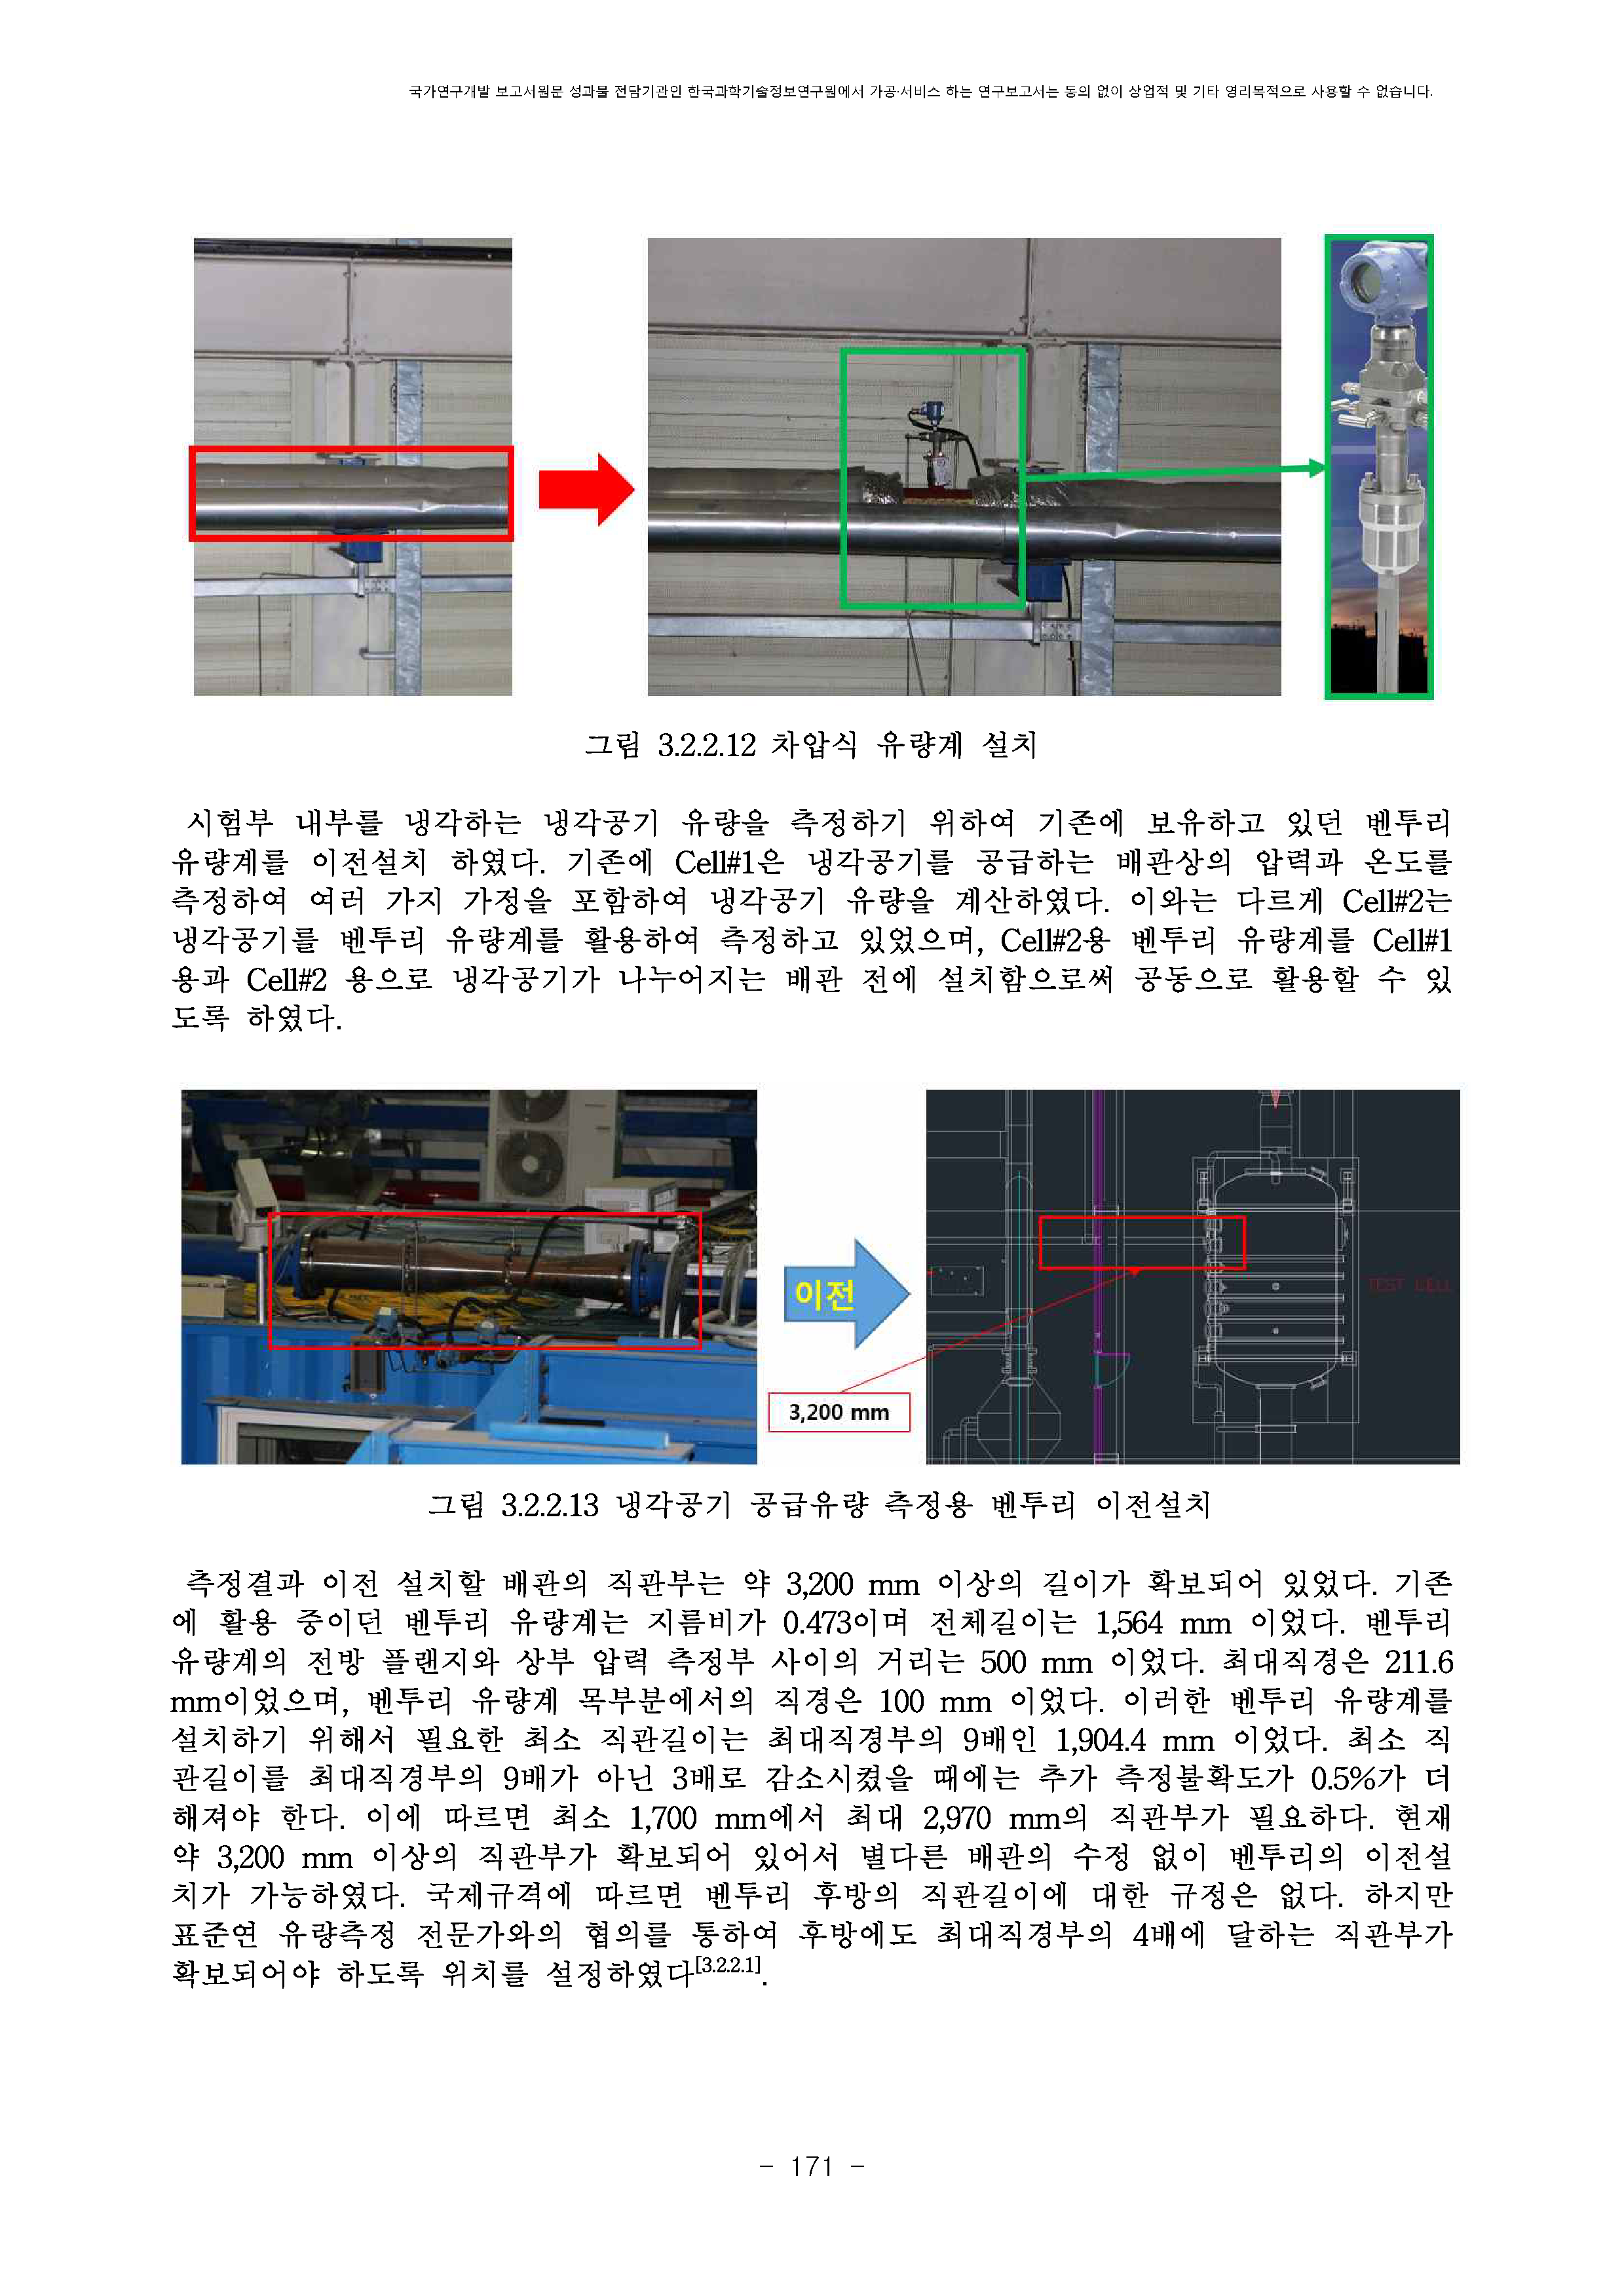 국가연구개발 보고서원문 성과물 전담기관인 한국과학기술정보연구원에서 가공·서비스 하는 연구보고서는 동의 없이 상업적 및 기타 영리목적으로 사용할 수 없습니다.
그림 3.2.2.12 차압식 유량계 설치
시험부 내부를 냉각하는 냉각공기 유량을 측정하기 위하여 기존에 보유하고 있던 벤투리
유량계를 이전설치 하였다. 기존에 Cell#1은 냉각공기를 공급하는 배관상의 압력과 온도를
측정하여 여러 가지 가정을 포함하여 냉각공기 유량을 계산하였다. 이와는 다르게 Cell#2는
냉각공기를 벤투리 유량계를 활용하여 측정하고 있었으며, Cell#2용 벤투리 유량계를 Cell#1
용과 Cell#2 용으로 냉각공기가 나누어지는 배관 전에 설치함으로써 공동으로 활용할 수 있
도록 하였다.
이전
TEST CELL
3,200 mm
그림 3.2.2.13 냉각공기 공급유량 측정용 벤투리 이전설치
측정결과 이전 설치할 배관의 직관부는 약 3,200 mm 이상의 길이가 확보되어 있었다. 기존
에 활용 중이던 벤투리 유량계는 지름비가 0.473이며 전체길이는 1,564 mm 이었다. 벤투리
유량계의 전방 플랜지와 상부 압력 측정부 사이의 거리는 500 mm 이었다. 최대직경은 211.6
mm이었으며, 벤투리 유량계 목부분에서의 직경은 100 mm 이었다. 이러한 벤투리 유량계를
설치하기 위해서 필요한 최소 직관길이는 최대직경부의 9배인 1,904.4 mm 이었다. 최소 직
관길이를 최대직경부의 9배가 아닌 3배로 감소시켰을 때에는 추가 측정불확도가 0.5%가 더
해져야 한다. 이에 따르면 최소 1,700 mm에서 최대 2,970 mm의 직관부가 필요하다. 현재
약 3,200 mm 이상의 직관부가 확보되어 있어서 별다른 배관의 수정 없이 벤투리의 이전설
치가 가능하였다. 국제규격에 따르면 벤투리 후방의 직관길이에 대한 규정은 없다. 하지만
표준연 유량측정 전문가와의 협의를 통하여 후방에도 최대직경부의 4배에 달하는 직관부가
확보되어야 하도록 위치를 설정하였다[3.2.2.1].
- 171 -